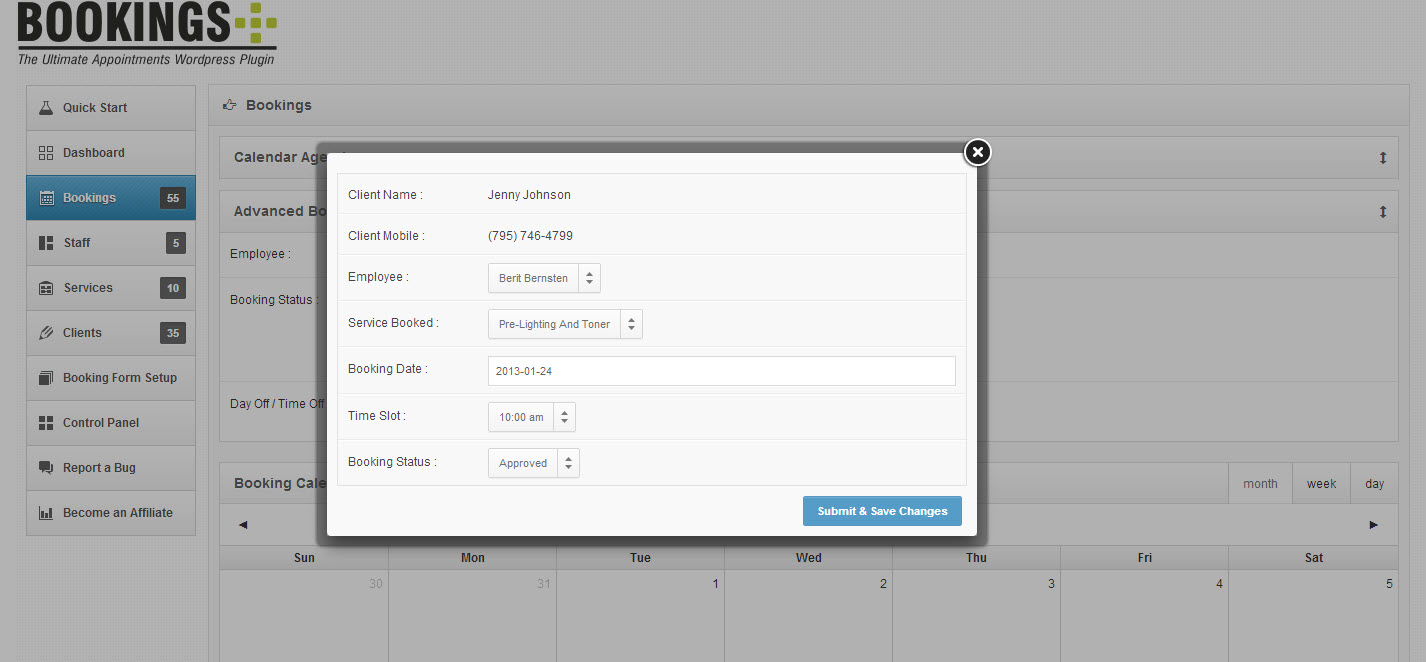 BOOKINGS
The Ultimate Appointments Wordpress Plugin
Quick Start
Dashboard
Bookings 55
Staff 5
Services 10
Clients 35
Booking Form Setup
Control Panel
Report a Bug
Become an Affiliate
Bookings
Calendar
Advanced
Employee :
Booking Status :
Day Off / Time Off
Client Name : Jenny Johnson
Client Mobile : (795) 746-4799
Employee : Berit Bernsten
Service Booked : Pre-Lighting And Toner
Booking Date : 2013-01-24
Time Slot : 10:00 am
Booking Status : Approved
Submit & Save Changes
Booking
month week day
Sun Mon Tue Wed Thu Fri Sat
30 31 1 2 3 4 5